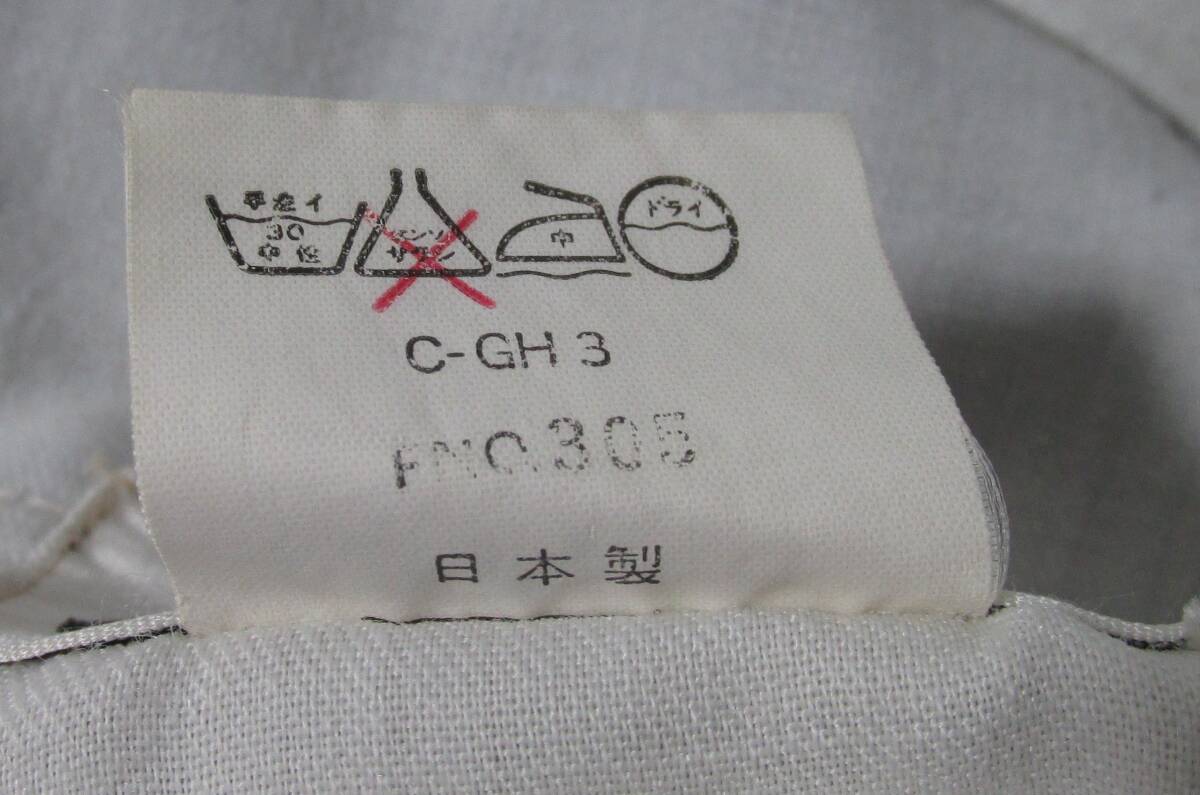 手洗イ ドライ
30 エンソ 中
中性 サラシ
C-GH 3
ENG 305
日本製